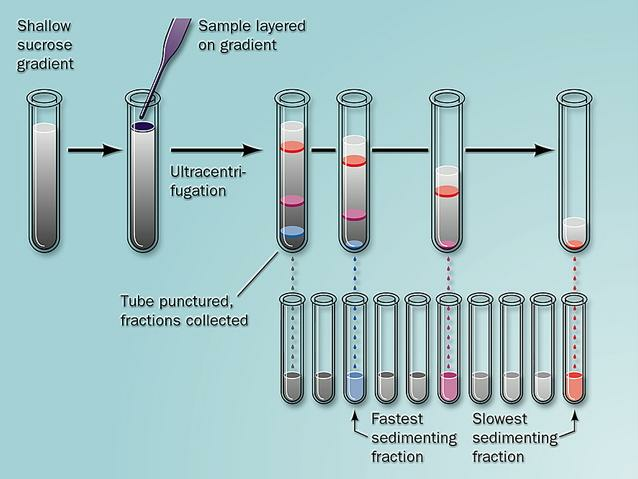 Shallow
sucrose
gradient
Sample layered
on gradient
Ultracentri-
fugation
Tube punctured,
fractions collected
Fastest
sedimenting
fraction
Slowest
sedimenting
fraction